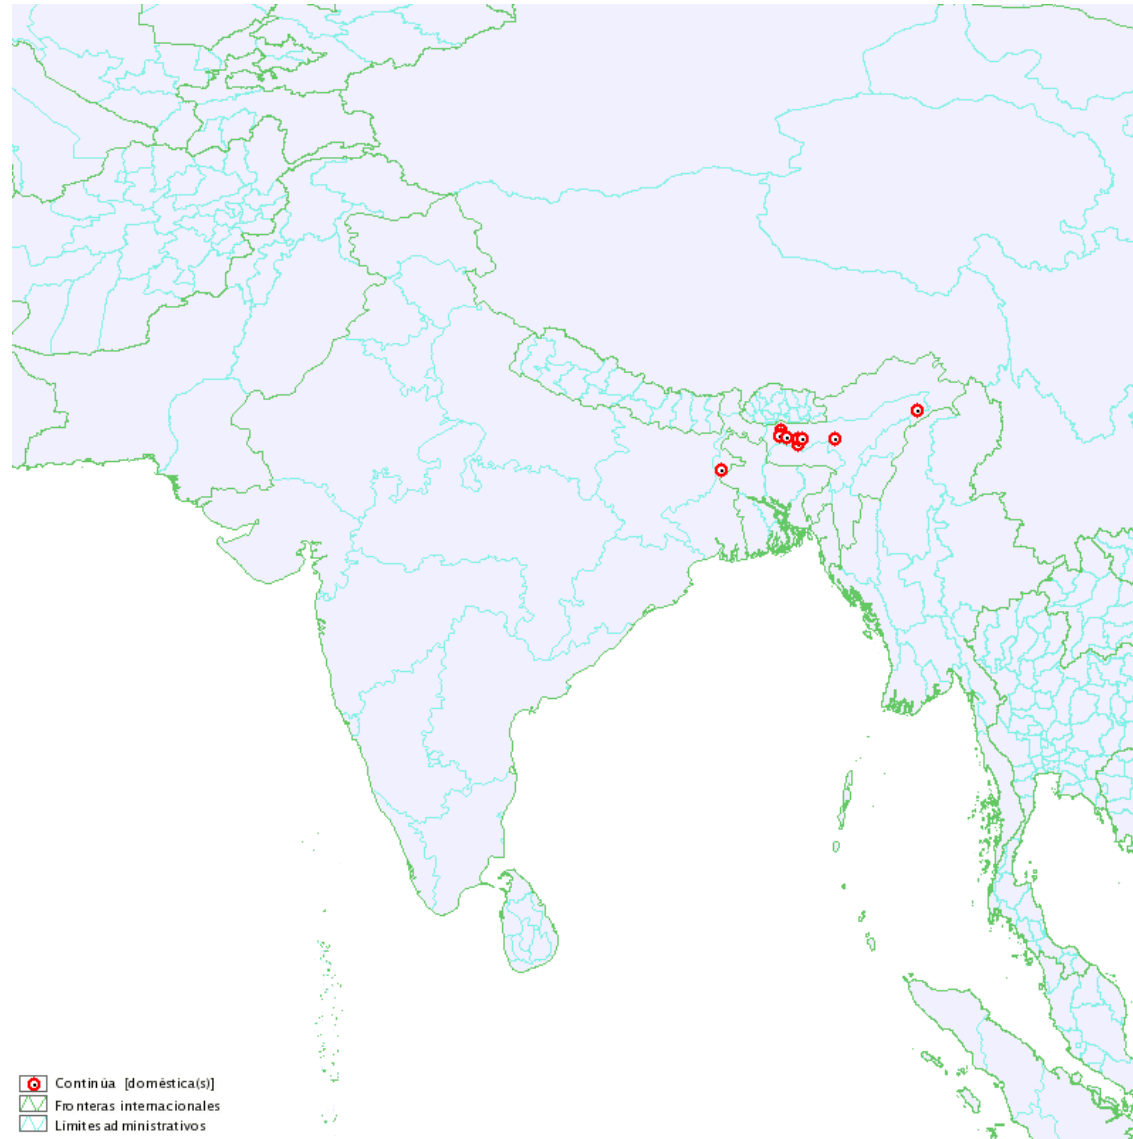 Continúa [doméstica(s)]
Fronteras internacionales
Límites administrativos